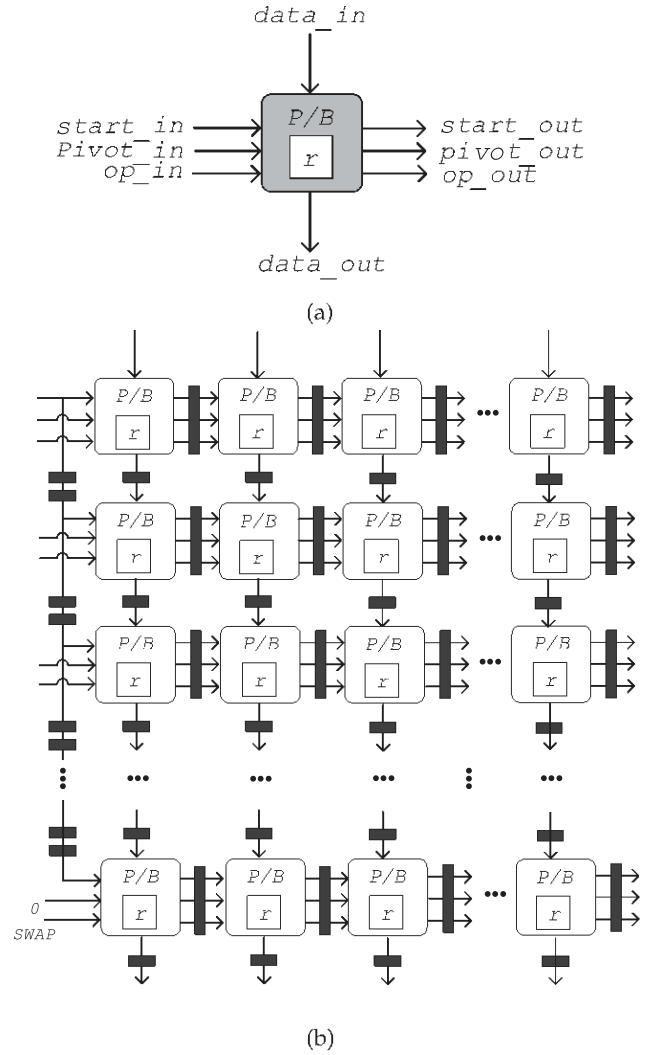 data_in
P/B
start_in
start_out
r
Pivot_in
pivot_out
op_in
op_out
data_out
(a)
P/B P/B P/B ••• P/B
r r r r
P/B P/B P/B ••• P/B
r r r r
P/B P/B P/B ••• P/B
r r r r
••• ••• ••• •••
P/B P/B P/B ••• P/B
0
r r r r
SWAP
(b)